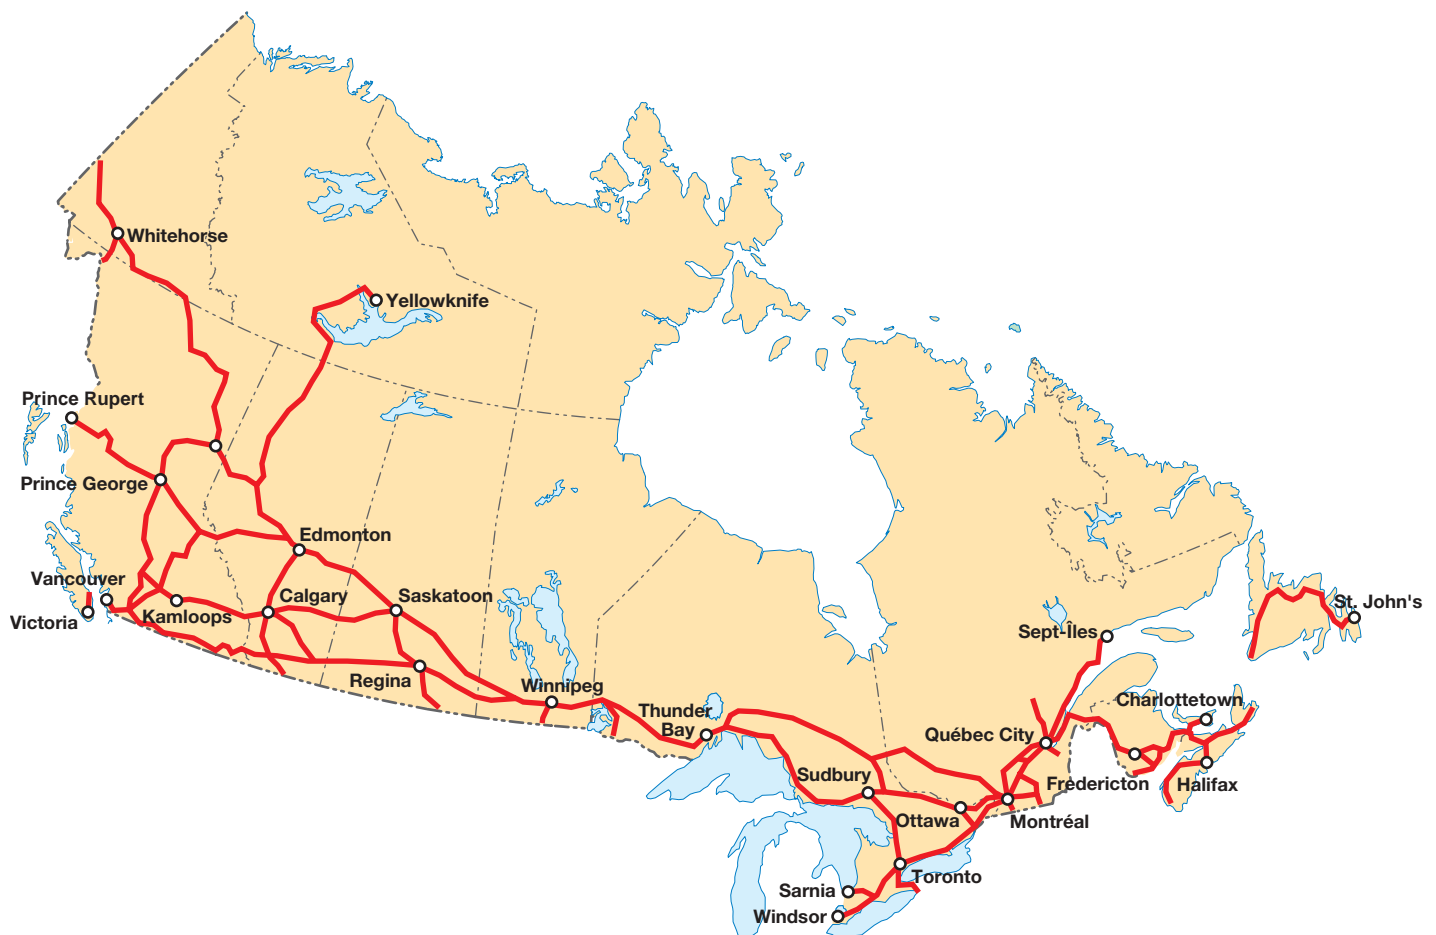 Whitehorse
Yellowknife
Prince Rupert
Prince George
Edmonton
Vancouver
Calgary
Saskatoon
Kamloops
Victoria
St. John's
Sept-Îles
Regina
Winnipeg
Thunder
Bay
Charlottetown
Québec City
Sudbury
Fredericton
Halifax
Ottawa
Montréal
Toronto
Sarnia
Windsor